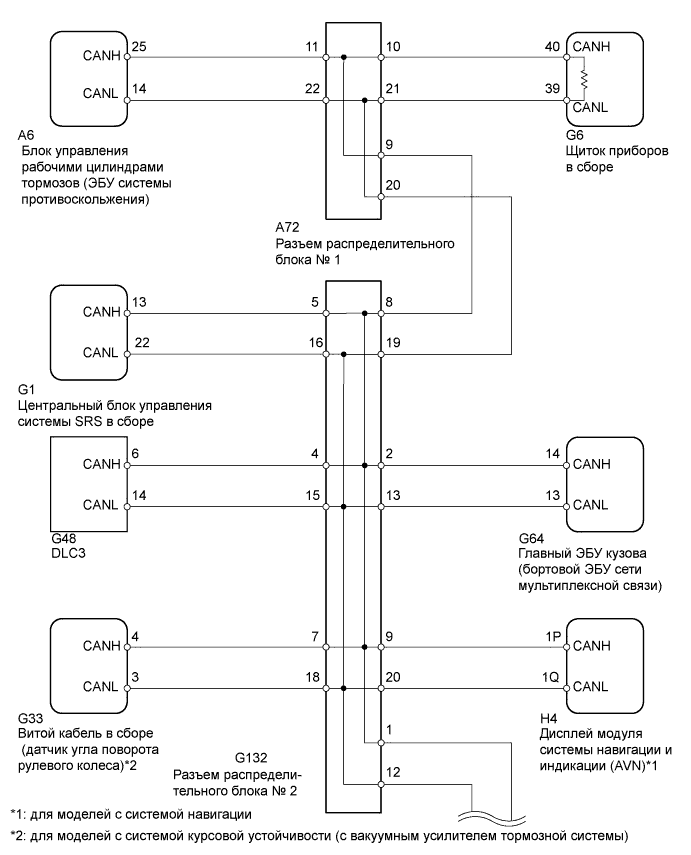 CANH 25 11 10 40 CANH
CANL 14 22 21 39 CANL
A6
Блок управления
рабочими цилиндрами
тормозов (ЭБУ системы
противоскольжения)
G6
Щиток приборов
в сборе
9
20
A72
Разъем распределительного
блока № 1
CANH 13 5 8
CANL 22 16 19
G1
Центральный блок управления
системы SRS в сборе
CANH 6 4 2 14 CANH
CANL 14 15 13 13 CANL
G48
DLC3
G64
Главный ЭБУ кузова
(бортовой ЭБУ сети
мультиплексной связи)
CANH 4 7 9 1P CANH
CANL 3 18 20 1Q CANL
G33
Витой кабель в сборе
(датчик угла поворота
рулевого колеса)*2
H4
Дисплей модуля
системы навигации и
индикации (AVN)*1
1
12
G132
Разъем распредели-
тельного блока № 2
*1: для моделей с системой навигации
*2: для моделей с системой курсовой устойчивости (с вакуумным усилителем тормозной системы)